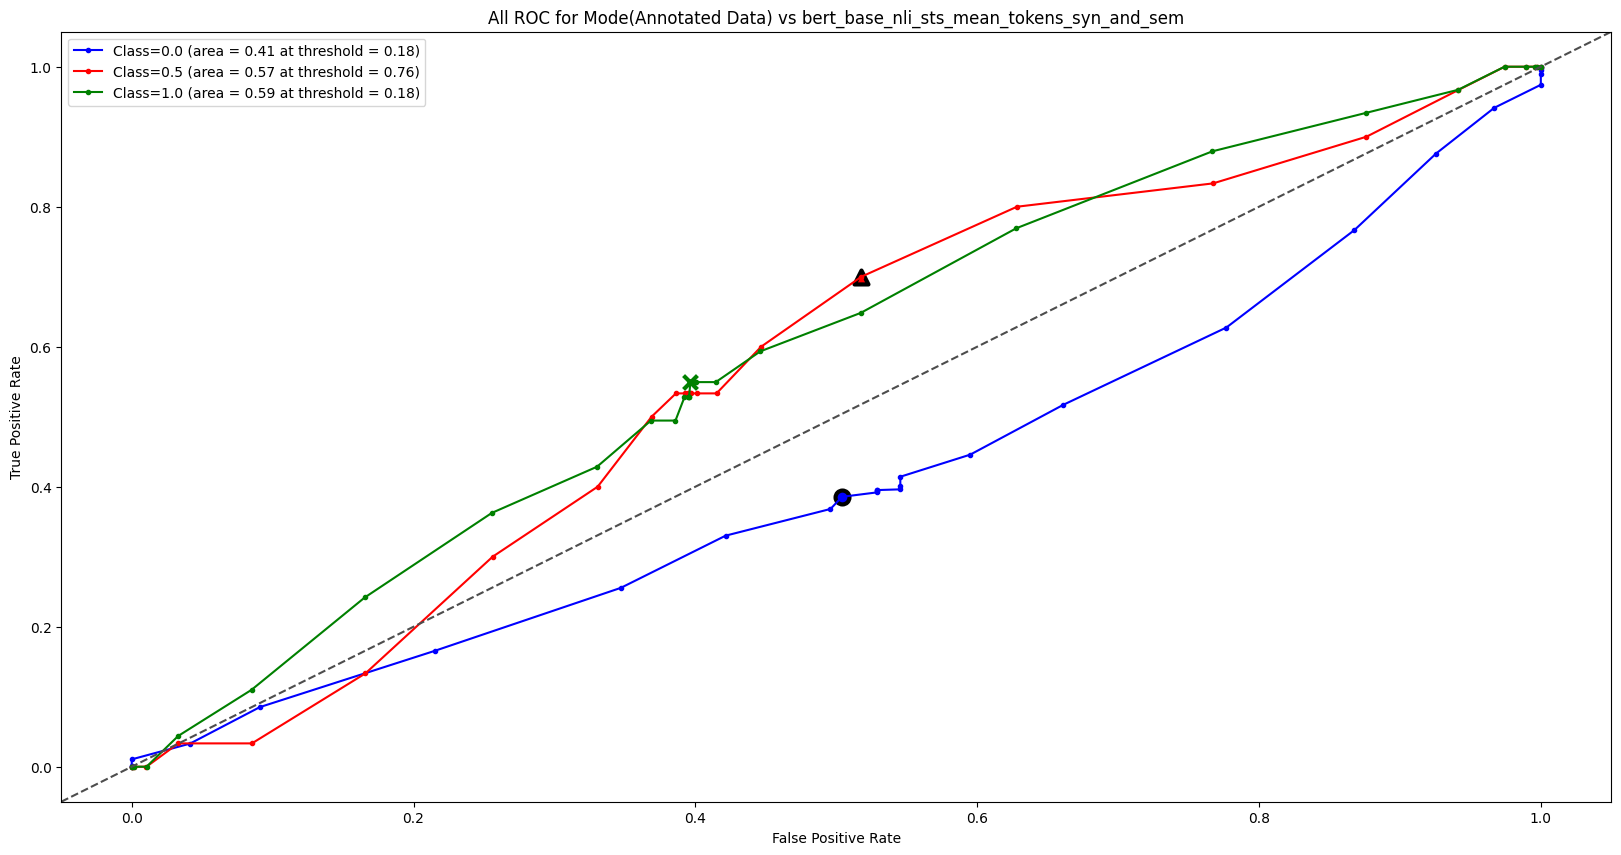 All ROC for Mode(Annotated Data) vs bert_base_nli_sts_mean_tokens_syn_and_sem
Class=0.0 (area = 0.41 at threshold = 0.18)
Class=0.5 (area = 0.57 at threshold = 0.76)
Class=1.0 (area = 0.59 at threshold = 0.18)
True Positive Rate
1.0
0.8
0.6
0.4
0.2
0.0
0.0 0.2 0.4 0.6 0.8 1.0
False Positive Rate